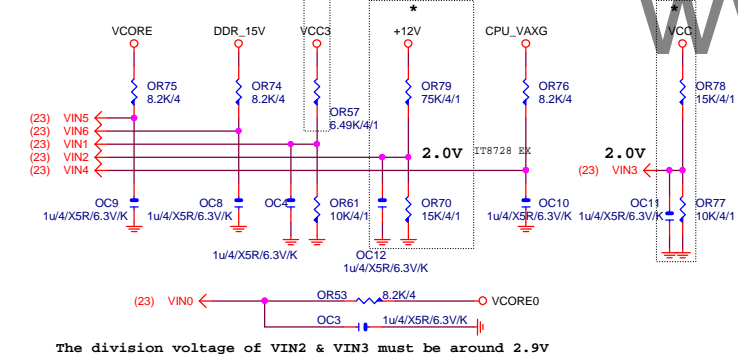 *
*
VCORE
DDR_15V
VCC3
+12V
CPU_VAXG
VCC
OR75
8.2K/4
OR74
8.2K/4
OR57
6.49K/4/1
OR79
75K/4/1
OR76
8.2K/4
OR78
15K/4/1
(23) VIN5
(23) VIN6
(23) VIN1
(23) VIN2
(23) VIN4
2.0V
IT8728 EX
2.0V
(23) VIN3
OC9
1u/4/X5R/6.3V/K
OC8
1u/4/X5R/6.3V/K
OC4
1u/4/X5R/6.3V/K
OR61
10K/4/1
OC12
1u/4/X5R/6.3V/K
OR70
15K/4/1
OC10
1u/4/X5R/6.3V/K
OC11
1u/4/X5R/6.3V/K
OR77
10K/4/1
(23) VIN0
OR53
8.2K/4
VCORE0
OC3
1u/4/X5R/6.3V/K
The division voltage of VIN2 & VIN3 must be around 2.9V